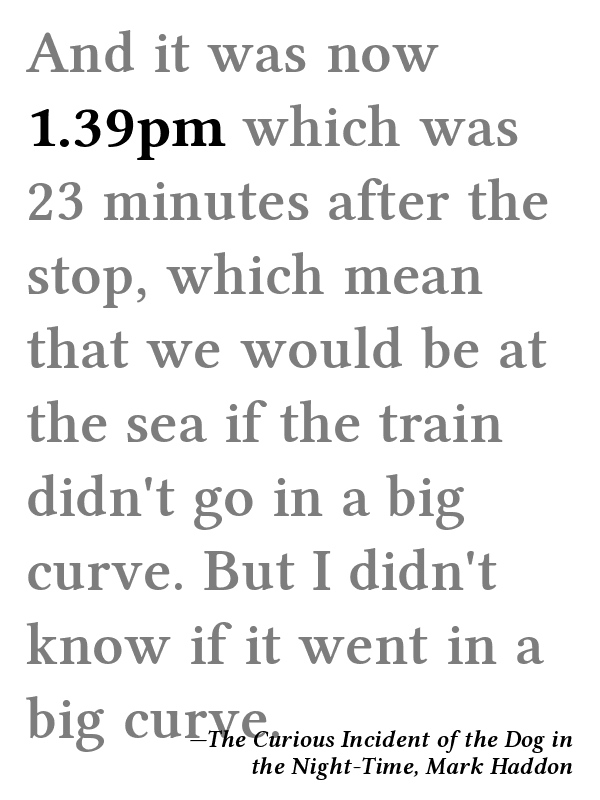 And it was now
1.39pm which was
23 minutes after the
stop, which mean
that we would be at
the sea if the train
didn't go in a big
curve. But I didn't
know if it went in a
big curve.
—The Curious Incident of the Dog in
the Night-Time, Mark Haddon